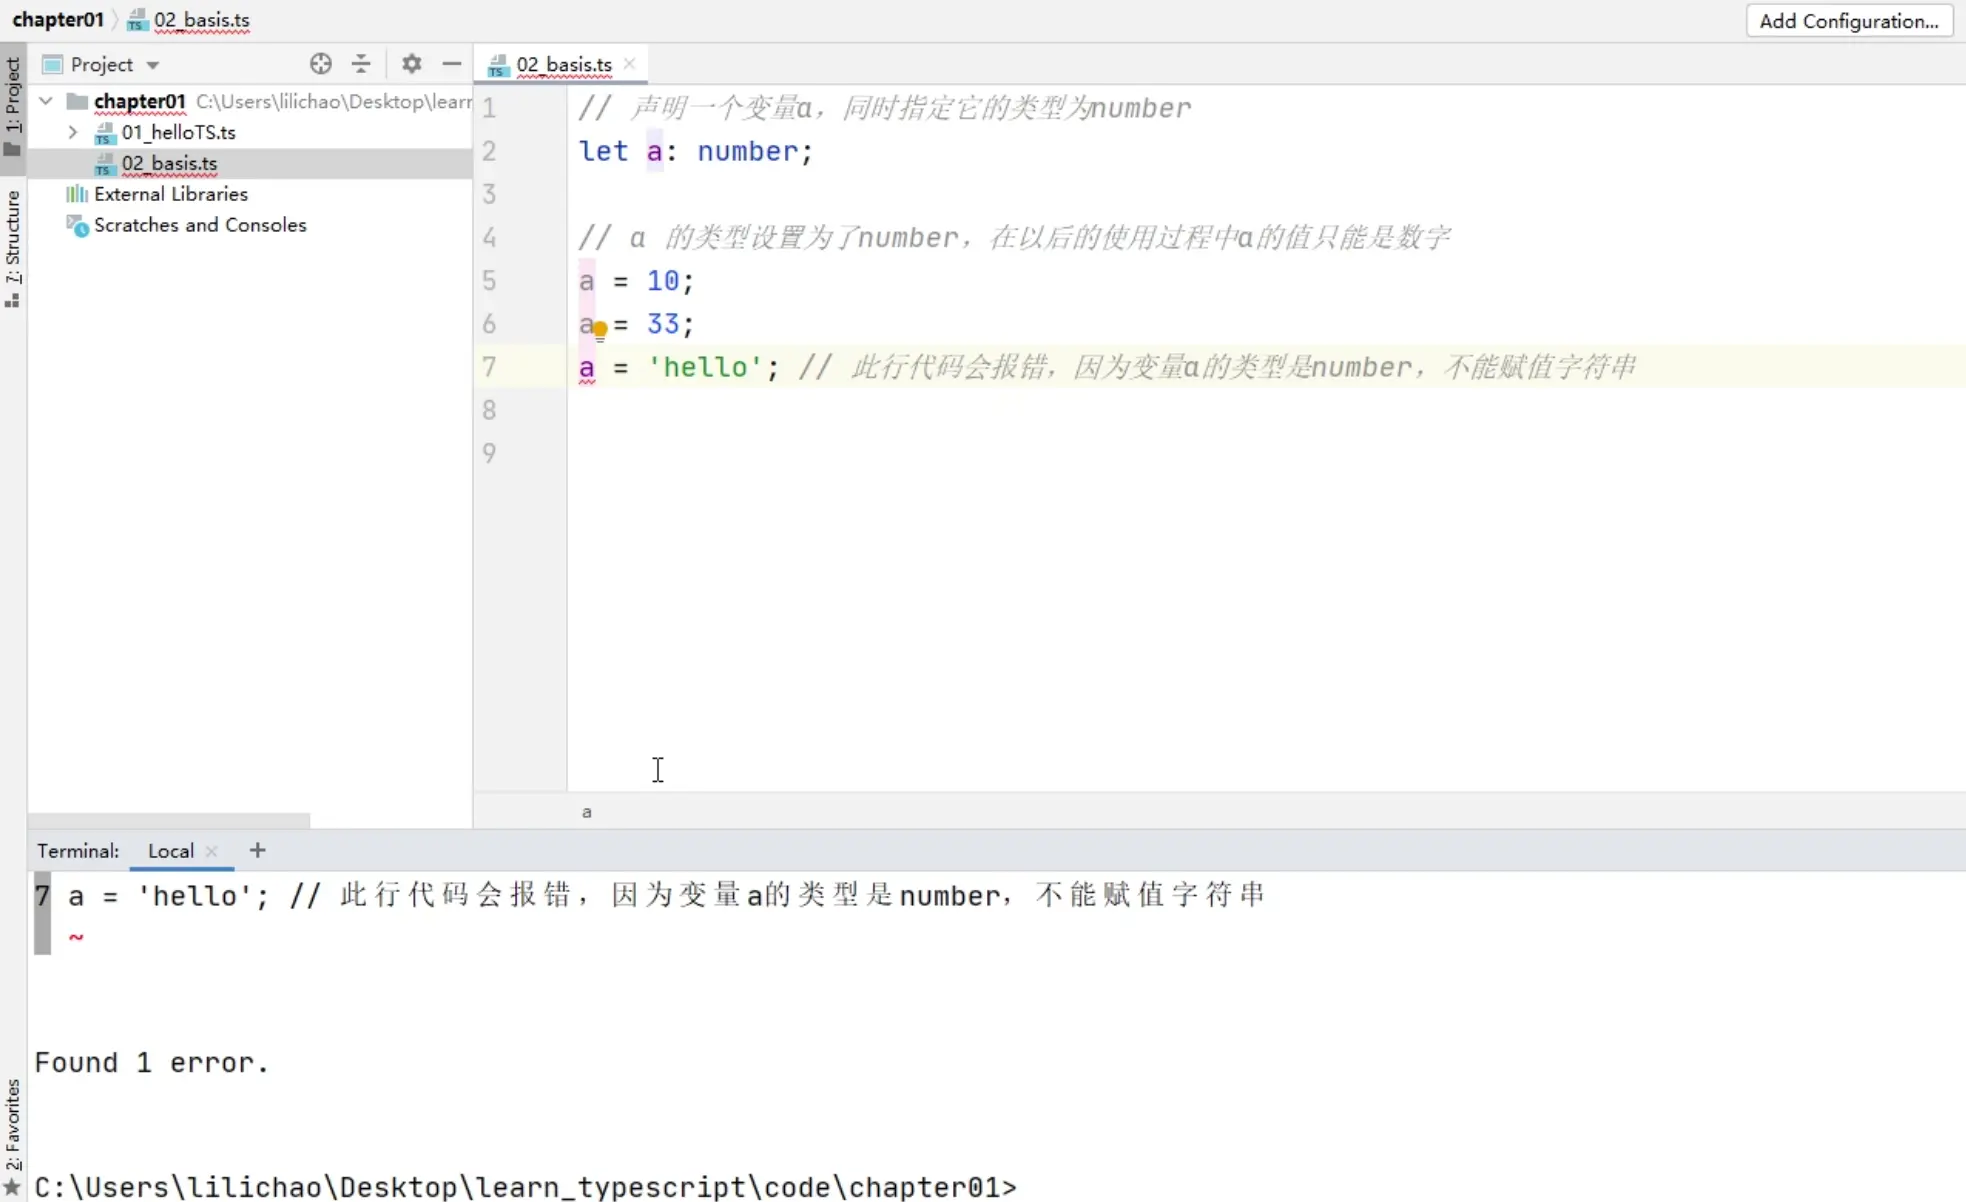 chapter01 02_basis.ts Add Configuration...
1: Project
Project
02_basis.ts
chapter01 C:\Users\lilichao\Desktop\learn
01_helloTS.ts
02_basis.ts
External Libraries
Scratches and Consoles
7: Structure
1 // 声明一个变量a，同时指定它的类型为number
2 let a: number;
3
4 // a 的类型设置为了number，在以后的使用过程中a的值只能是数字
5 a = 10;
6 a = 33;
7 a = 'hello'; // 此行代码会报错，因为变量a的类型是number，不能赋值字符串
8
9
a
Terminal: Local +
7 a = 'hello'; // 此行代码会报错，因为变量a的类型是number，不能赋值字符串
~
Found 1 error.
2: Favorites
C:\Users\lilichao\Desktop\learn_typescript\code\chapter01>